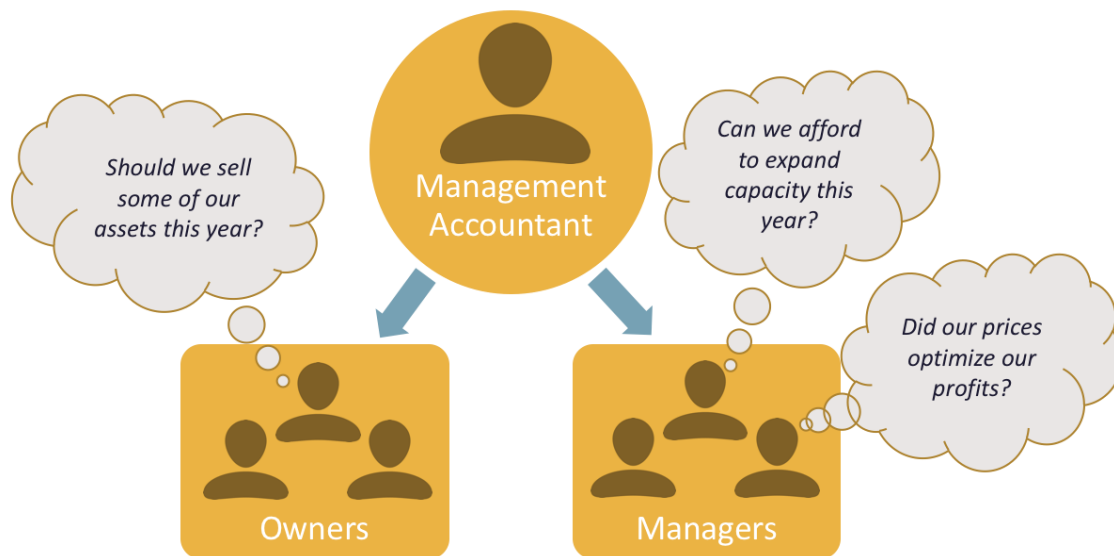 Management
Accountant
Should we sell
some of our
assets this year?
Can we afford
to expand
capacity this
year?
Did our prices
optimize our
profits?
Owners
Managers